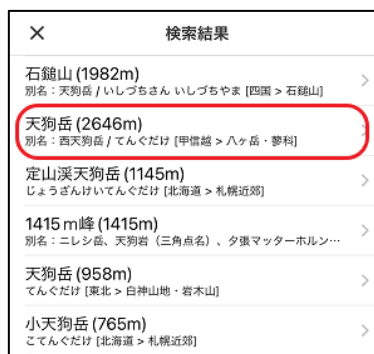 検索結果
石鎚山 (1982m)
別名：天狗岳 / いしづちさん いしづちやま [四国 > 石鎚山]
天狗岳 (2646m)
別名：西天狗岳 / てんぐだけ [甲信越 > 八ヶ岳・蓼科]
定山渓天狗岳 (1145m)
じょうざんけいてんぐだけ [北海道 > 札幌近郊]
1415ｍ峰 (1415m)
別名：ニレシ岳、天狗岩（三角点名）、夕張マッターホルン…
天狗岳 (958m)
てんぐだけ [東北 > 白神山地・岩木山]
小天狗岳 (765m)
こてんぐだけ [北海道 > 札幌近郊]